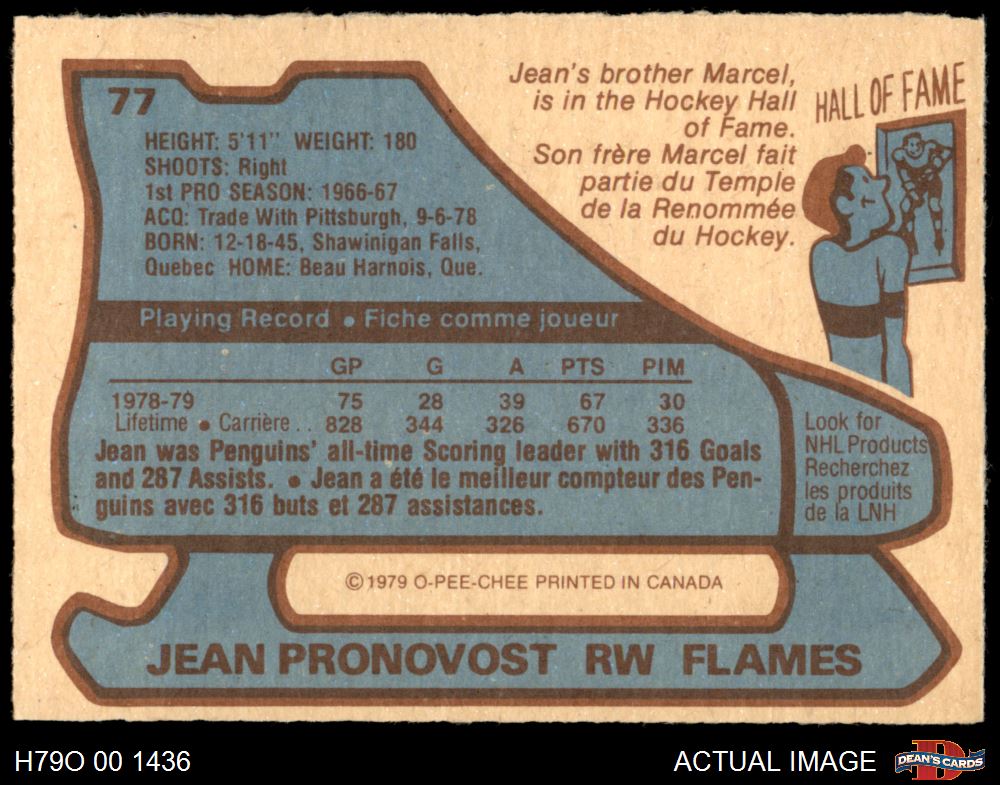 77
HEIGHT: 5'11" WEIGHT: 180
SHOOTS: Right
1st PRO SEASON: 1966-67
ACQ: Trade With Pittsburgh, 9-6-78
BORN: 12-18-45, Shawinigan Falls,
Quebec HOME: Beau Harnois, Que.
Jean's brother Marcel,
is in the Hockey Hall
of Fame.
Son frère Marcel fait
partie du Temple
de la Renommée
du Hockey.
HALL OF FAME
Playing Record • Fiche comme joueur
GP G A PTS PIM
1978-79 75 28 39 67 30
Lifetime • Carrière . . 828 344 326 670 336
Jean was Penguins' all-time Scoring leader with 316 Goals
and 287 Assists. • Jean a été le meilleur compteur des Pen-
guins avec 316 buts et 287 assistances.
Look for
NHL Products
Recherchez
les produits
de la LNH
© 1979 O-PEE-CHEE PRINTED IN CANADA
JEAN PRONOVOST RW FLAMES
H79O 00 1436
ACTUAL IMAGE
DEAN'S CARDS